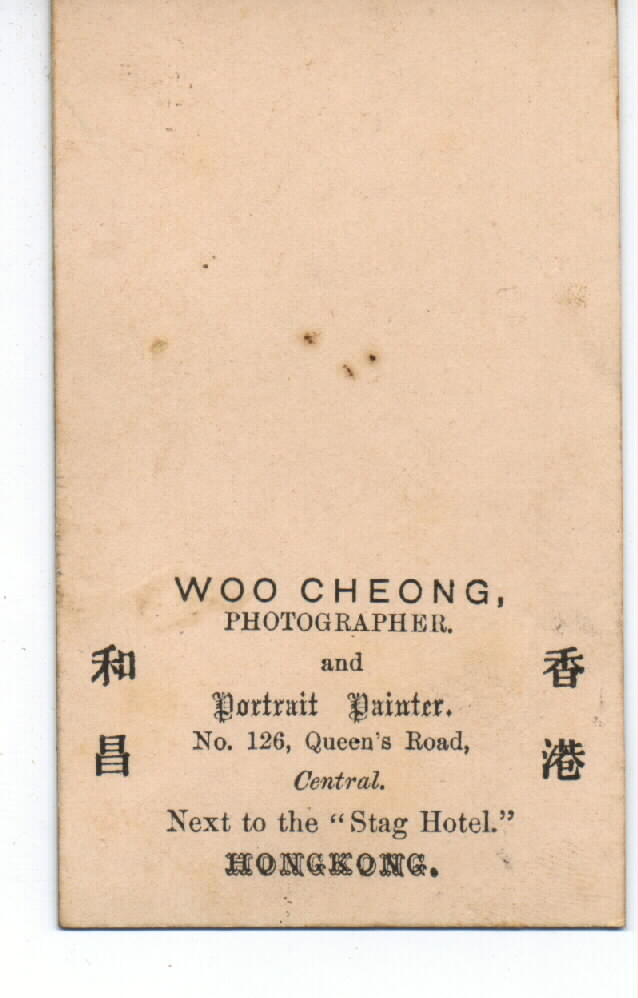 WOO CHEONG,
PHOTOGRAPHER.
and
Portrait Painter.
No. 126, Queen's Road,
Central.
Next to the “Stag Hotel.”
HONGKONG.
香港
和昌